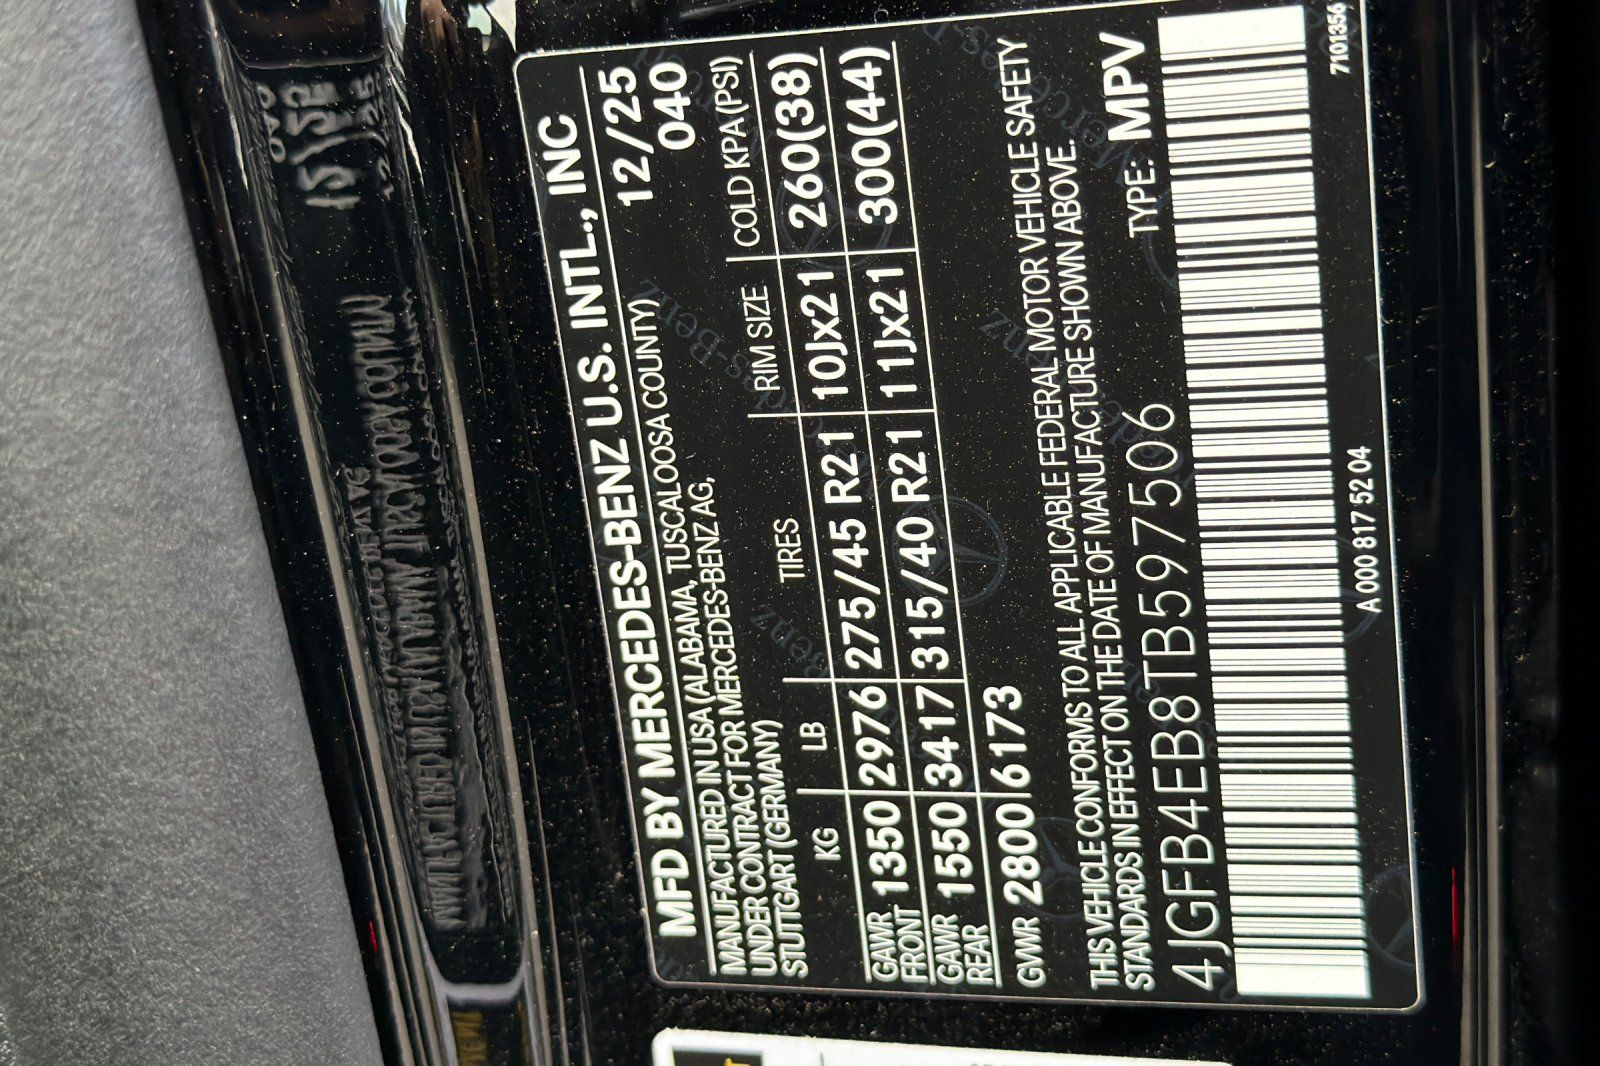 MFD BY MERCEDES-BENZ U.S. INTL., INC
MANUFACTURED IN USA (ALABAMA, TUSCALOOSA COUNTY) 12/25
UNDER CONTRACT FOR MERCEDES-BENZ AG, 040
STUTTGART (GERMANY)
KG LB TIRES RIM SIZE COLD KPA (PSI)
GAWR FRONT 1350 2976 275/45 R21 10Jx21 260(38)
GAWR REAR 1550 3417 315/40 R21 11Jx21 300(44)
GVWR 2800 6173
THIS VEHICLE CONFORMS TO ALL APPLICABLE FEDERAL MOTOR VEHICLE SAFETY
STANDARDS IN EFFECT ON THE DATE OF MANUFACTURE SHOWN ABOVE.
4JGFB4EB8TB597506 TYPE: MPV
A 000 817 52 04
7101356